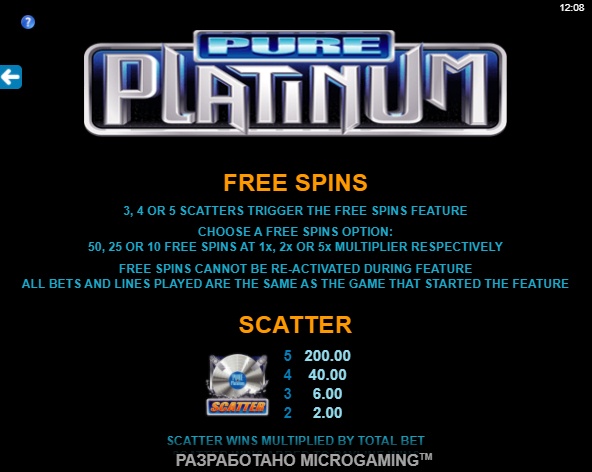 12:08
?
PURE
PLATINUM
FREE SPINS
3, 4 OR 5 SCATTERS TRIGGER THE FREE SPINS FEATURE
CHOOSE A FREE SPINS OPTION:
50, 25 OR 10 FREE SPINS AT 1x, 2x OR 5x MULTIPLIER RESPECTIVELY
FREE SPINS CANNOT BE RE-ACTIVATED DURING FEATURE
ALL BETS AND LINES PLAYED ARE THE SAME AS THE GAME THAT STARTED THE FEATURE
SCATTER
PURE
Platinum
SCATTER
5 200.00
4 40.00
3 6.00
2 2.00
SCATTER WINS MULTIPLIED BY TOTAL BET
РАЗРАБОТАНО MICROGAMING™